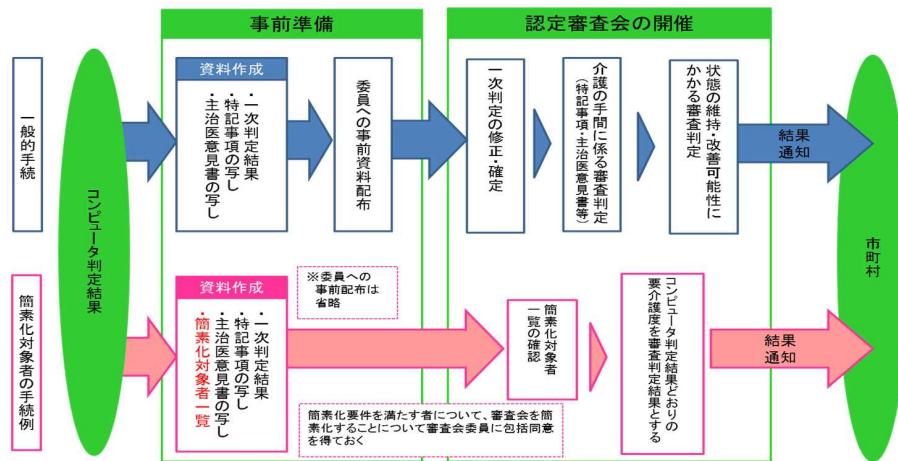 事前準備
認定審査会の開催
一般的手続
コンピュータ判定結果
資料作成
・一次判定結果
・特記事項の写し
・主治医意見書の写し
委員への事前資料配布
一次判定の修正・確定
介護の手間に係る審査判定
(特記事項・主治医意見書等)
状態の維持・改善可能性に
かかる審査判定
結果
通知
市町村
簡素化対象者の手続例
資料作成
・一次判定結果
・特記事項の写し
・主治医意見書の写し
・簡素化対象者一覧
※委員への
事前配布は
省略
簡素化対象者
一覧の確認
コンピュータ判定結果どおりの
要介護度を審査判定結果とする
結果
通知
簡素化要件を満たす者について、審査会を簡
素化することについて審査会委員に包括同意
を得ておく